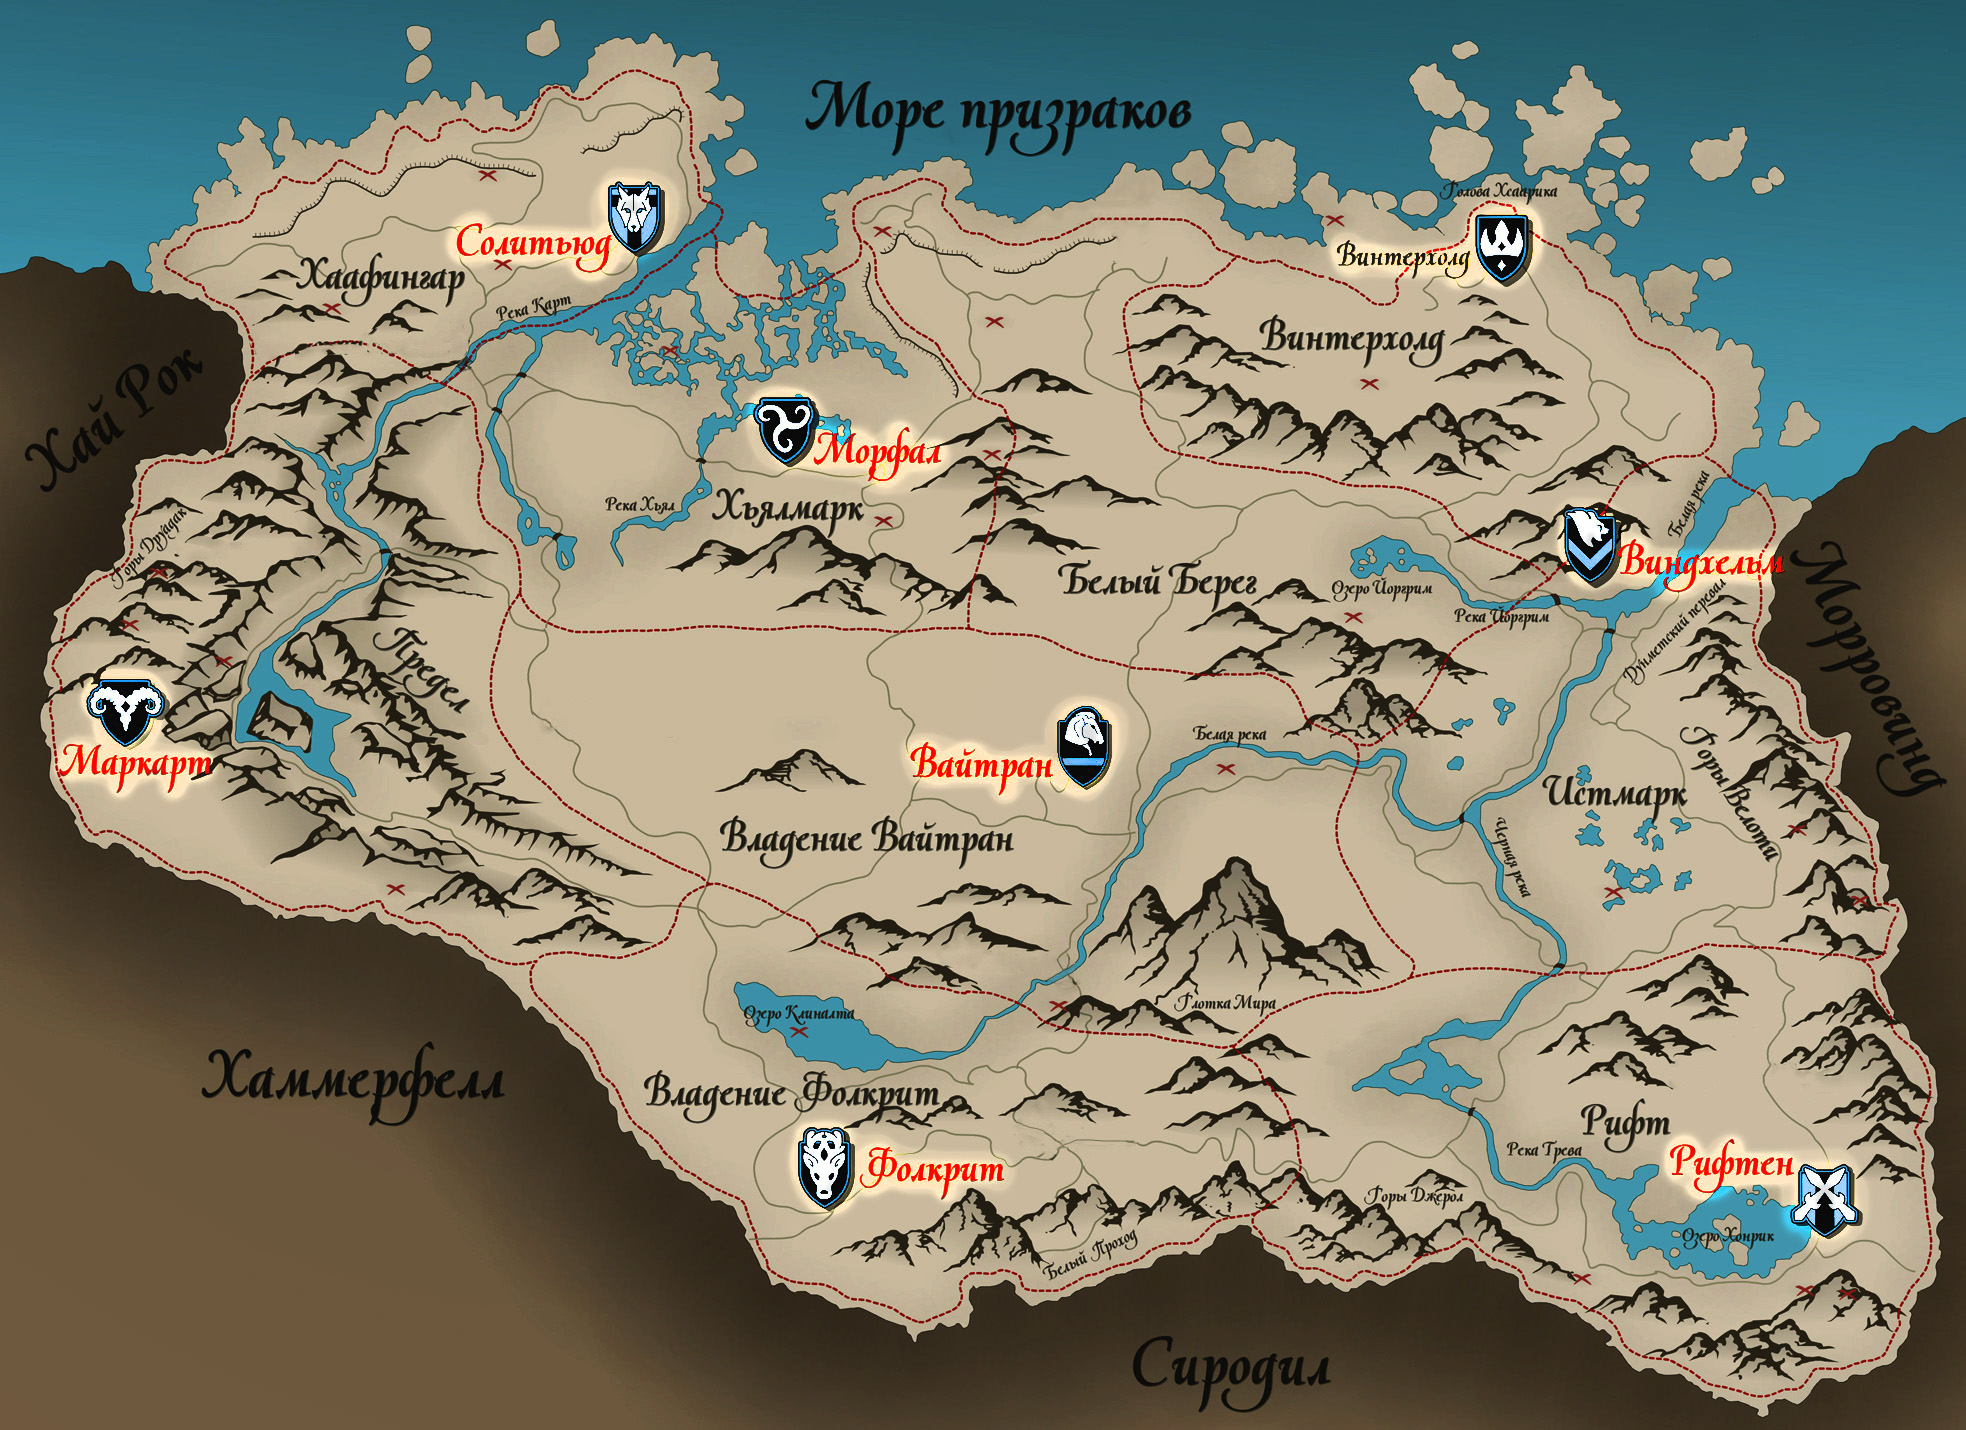 Море призраков
Голова Хсаарика
Солитьюд
Винтерхолд
Хаафингар
Река Карт
Винтерхолд
Хай Рок
Морфал
Река Хьял
Хьялмарк
Белая река
Горы Друадак
Виндхельм
Белый Берег
Озеро Йоргрим
Река Йоргрим
Дунметский перевал
Морровинд
Предел
Маркарт
Вайтран
Белая река
Истмарк
Горы Велоти
Владение Вайтран
Черная река
Глотка Мира
Озеро Клиналта
Хаммерфелл
Владение Фолкрит
Рифт
Река Трева
Рифтен
Фолкрит
Горы Джерол
Озеро Хонрик
Белый Проход
Сиродил